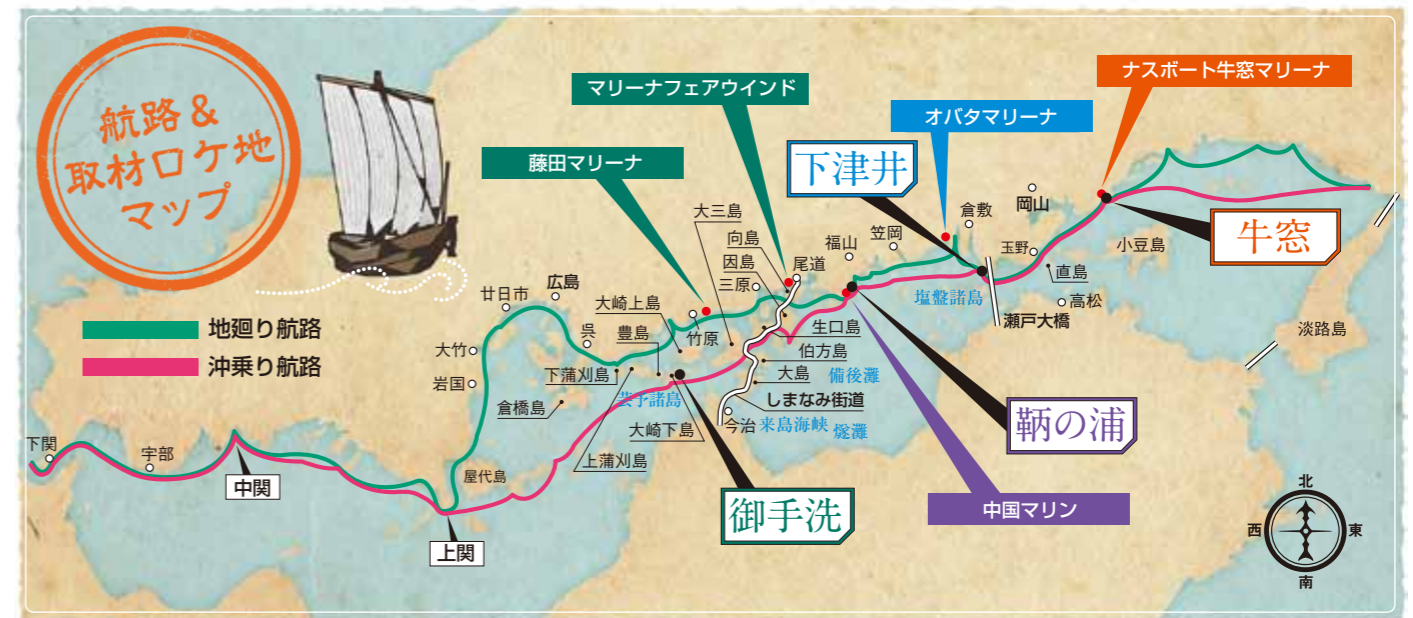 航路&
取材ロケ地
マップ
地廻り航路
沖乗り航路
藤田マリーナ
マリーナフェアウインド
オバタマリーナ
ナスボート牛窓マリーナ
下津井
牛窓
鞆の浦
御手洗
中国マリン
中関
上関
下関
宇部
屋代島
岩国
大竹
廿日市
広島
呉
倉橋島
下蒲刈島
上蒲刈島
豊島
大崎上島
大崎下島
芸予諸島
竹原
大三島
向島
因島
三原
尾道
生口島
伯方島
大島
しまなみ街道
今治
来島海峡
燧灘
備後灘
福山
笠岡
倉敷
岡山
玉野
塩盤諸島
瀬戸大橋
直島
高松
小豆島
淡路島
北
西
東
南